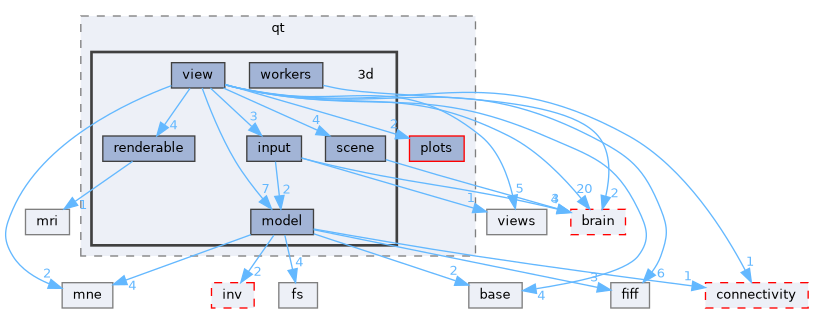 qt
view
workers
3d
4
3
4
2
renderable
input
scene
plots
7
2
5
20
2
1
1
4
3
mri
model
views
brain
2
4
2
4
2
4
3
6
1
1
mne
inv
fs
base
fiff
connectivity